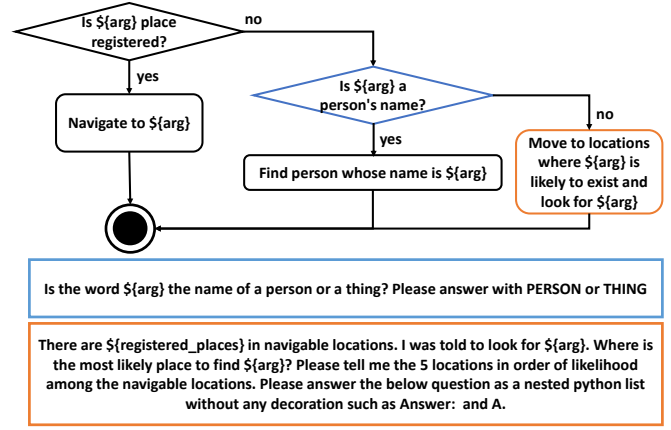 Is ${arg} place
registered?
no
yes
Is ${arg} a
person's name?
Navigate to ${arg}
no
yes
Move to locations
where ${arg} is
likely to exist and
look for ${arg}
Find person whose name is ${arg}
Is the word ${arg} the name of a person or a thing? Please answer with PERSON or THING
There are ${registered_places} in navigable locations. I was told to look for ${arg}. Where is
the most likely place to find ${arg}? Please tell me the 5 locations in order of likelihood
among the navigable locations. Please answer the below question as a nested python list
without any decoration such as Answer:  and A.